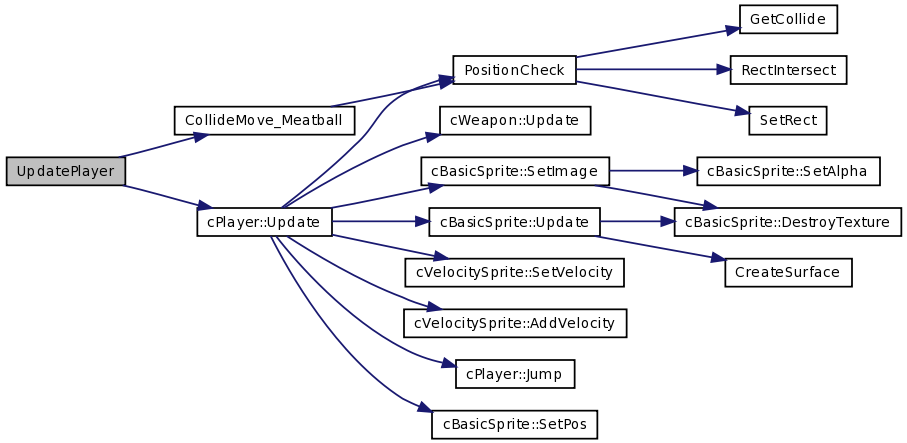 GetCollide
PositionCheck
RectIntersect
CollideMove_Meatball
cWeapon::Update
SetRect
UpdatePlayer
cBasicSprite::SetImage
cBasicSprite::SetAlpha
cPlayer::Update
cBasicSprite::Update
cBasicSprite::DestroyTexture
cVelocitySprite::SetVelocity
CreateSurface
cVelocitySprite::AddVelocity
cPlayer::Jump
cBasicSprite::SetPos